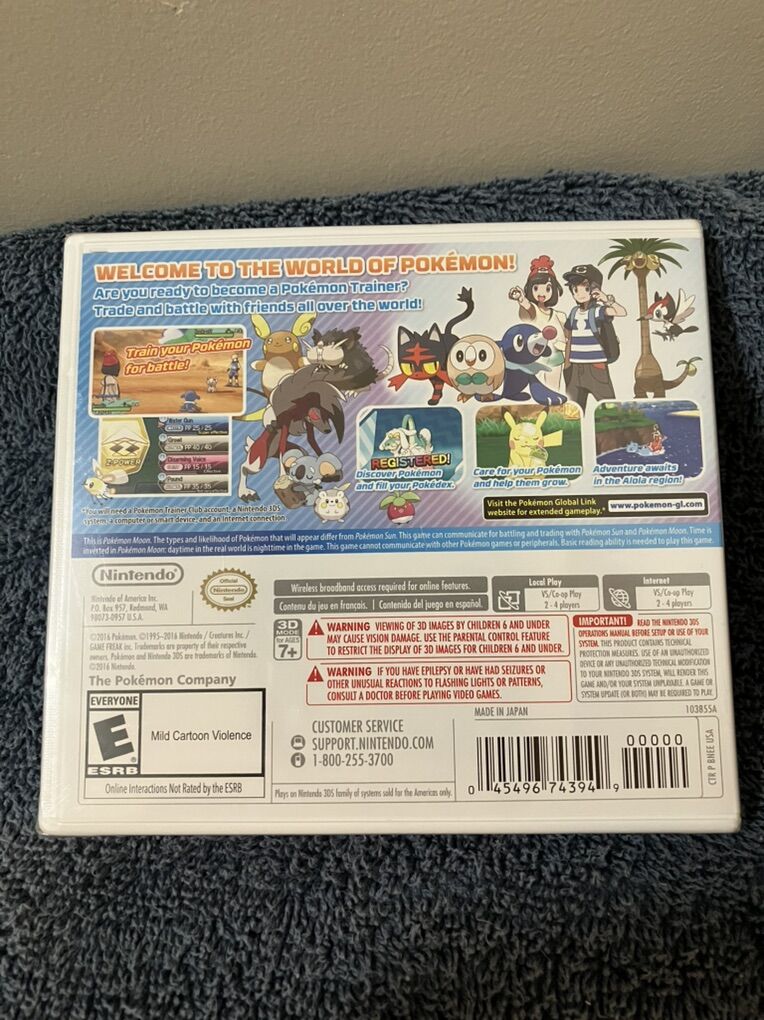 WELCOME TO THE WORLD OF POKÉMON!
Are you ready to become a Pokémon Trainer?
Trade and battle with friends all over the world!
Train your Pokémon
for battle!
Water Gun
PP 25/25
Super effective
Growl
PP 40/40
Disarming Voice
PP 15/15
Effective
Pound
PP 35/35
Z-POWER
REGISTERED!
Discover Pokémon
and fill your Pokédex.
Care for your Pokémon
and help them grow.
Adventure awaits
in the Alola region!
*You will need a Pokémon Trainer Club account, a Nintendo 3DS
system, a computer or smart device, and an Internet connection.
Visit the Pokémon Global Link
website for extended gameplay.*
www.pokemon-gl.com
This is Pokémon Moon. The types and likelihood of Pokémon that will appear differ from Pokémon Sun. This game can communicate for battling and trading with Pokémon Sun and Pokémon Moon. Time is
inverted in Pokémon Moon: daytime in the real world is nighttime in the game. This game cannot communicate with other Pokémon games or peripherals. Basic reading ability is needed to play this game.
Nintendo®
Official
Nintendo
Seal
Nintendo of America Inc.
P.O. Box 957, Redmond, WA
98073-0957 U.S.A.
Wireless broadband access required for online features.
Contenu du jeu en français. | Contenido del juego en español.
Local Play
VS/Co-op Play
2 - 4 players
Internet
VS/Co-op Play
2 - 4 players
©2016 Pokémon. ©1995–2016 Nintendo / Creatures Inc. /
GAME FREAK inc. Trademarks are property of their respective
owners. Pokémon and Nintendo 3DS are trademarks of Nintendo.
©2016 Nintendo.
The Pokémon Company
3D
MODE
for AGES
7+
WARNING VIEWING OF 3D IMAGES BY CHILDREN 6 AND UNDER
MAY CAUSE VISION DAMAGE. USE THE PARENTAL CONTROL FEATURE
TO RESTRICT THE DISPLAY OF 3D IMAGES FOR CHILDREN 6 AND UNDER.
WARNING IF YOU HAVE EPILEPSY OR HAVE HAD SEIZURES OR
OTHER UNUSUAL REACTIONS TO FLASHING LIGHTS OR PATTERNS,
CONSULT A DOCTOR BEFORE PLAYING VIDEO GAMES.
IMPORTANT! READ THE NINTENDO 3DS
OPERATIONS MANUAL BEFORE SETUP OR USE OF YOUR
SYSTEM. THIS PRODUCT CONTAINS TECHNICAL
PROTECTION MEASURES. USE OF AN UNAUTHORIZED
DEVICE OR ANY UNAUTHORIZED TECHNICAL MODIFICATION
TO YOUR NINTENDO 3DS SYSTEM, WILL RENDER THIS
GAME AND/OR YOUR SYSTEM UNPLAYABLE. A GAME OR
SYSTEM UPDATE (OR BOTH) MAY BE REQUIRED TO PLAY.
MADE IN JAPAN
103855A
EVERYONE
E
ESRB
Mild Cartoon Violence
Online Interactions Not Rated by the ESRB
CUSTOMER SERVICE
SUPPORT.NINTENDO.COM
1-800-255-3700
Plays on Nintendo 3DS family of systems sold for the Americas only.
0 45496 74394 9
00000
CTR P BNEE USA